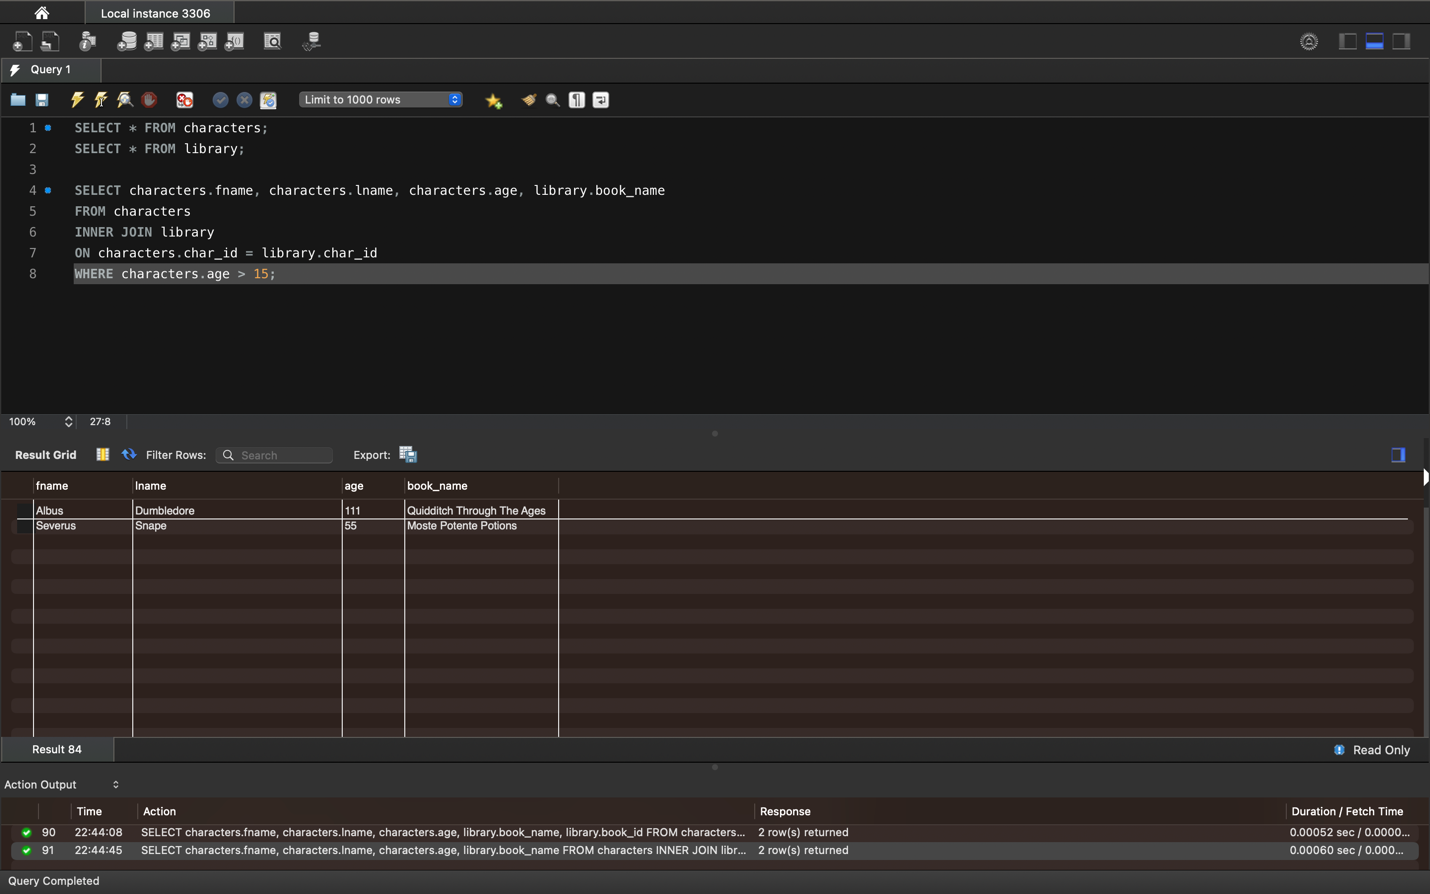 Local instance 3306
Query 1
Limit to 1000 rows
1 SELECT * FROM characters;
2 SELECT * FROM library;
3
4 SELECT characters.fname, characters.lname, characters.age, library.book_name
5 FROM characters
6 INNER JOIN library
7 ON characters.char_id = library.char_id
8 WHERE characters.age > 15;
100% 27:8
Result Grid Filter Rows: Search Export:
fname lname age book_name
Albus Dumbledore 111 Quidditch Through The Ages
Severus Snape 55 Moste Potente Potions
Result 84 Read Only
Action Output
Time Action Response Duration / Fetch Time
90 22:44:08 SELECT characters.fname, characters.lname, characters.age, library.book_name, library.book_id FROM characters... 2 row(s) returned 0.00052 sec / 0.0000...
91 22:44:45 SELECT characters.fname, characters.lname, characters.age, library.book_name FROM characters INNER JOIN libr... 2 row(s) returned 0.00060 sec / 0.000...
Query Completed